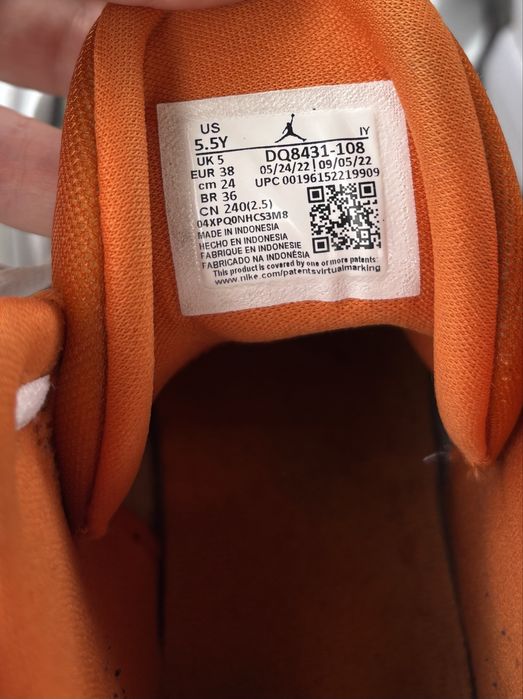 US
5.5Y
IY
UK 5
DQ8431-108
EUR 38
05/24/22 | 09/05/22
cm 24
UPC 00196152219909
BR 36
CN 240(2.5)
04XPQ0NHCS3M8
MADE IN INDONESIA
HECHO EN INDONESIA
FABRIQUE EN INDONESIE
FABRICADO NA INDONÉSIA
This product is covered by one or more patents:
www.nike.com/patentsvirtualmarking